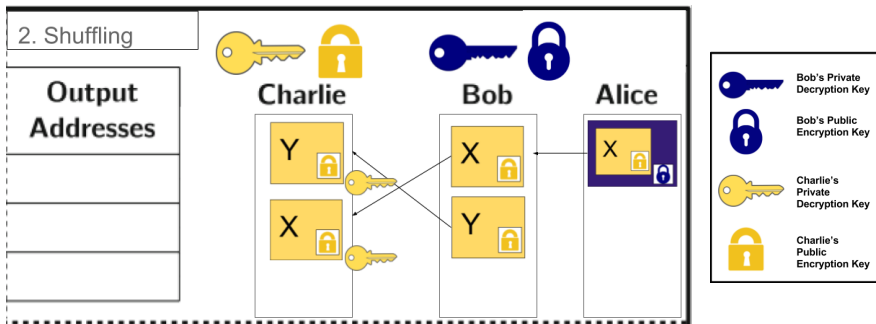 2. Shuffling
Output
Addresses
Charlie
Bob
Alice
Y
X
X
X
Y
Bob's Private
Decryption Key
Bob's Public
Encryption Key
Charlie's
Private
Decryption Key
Charlie's
Public
Encryption Key